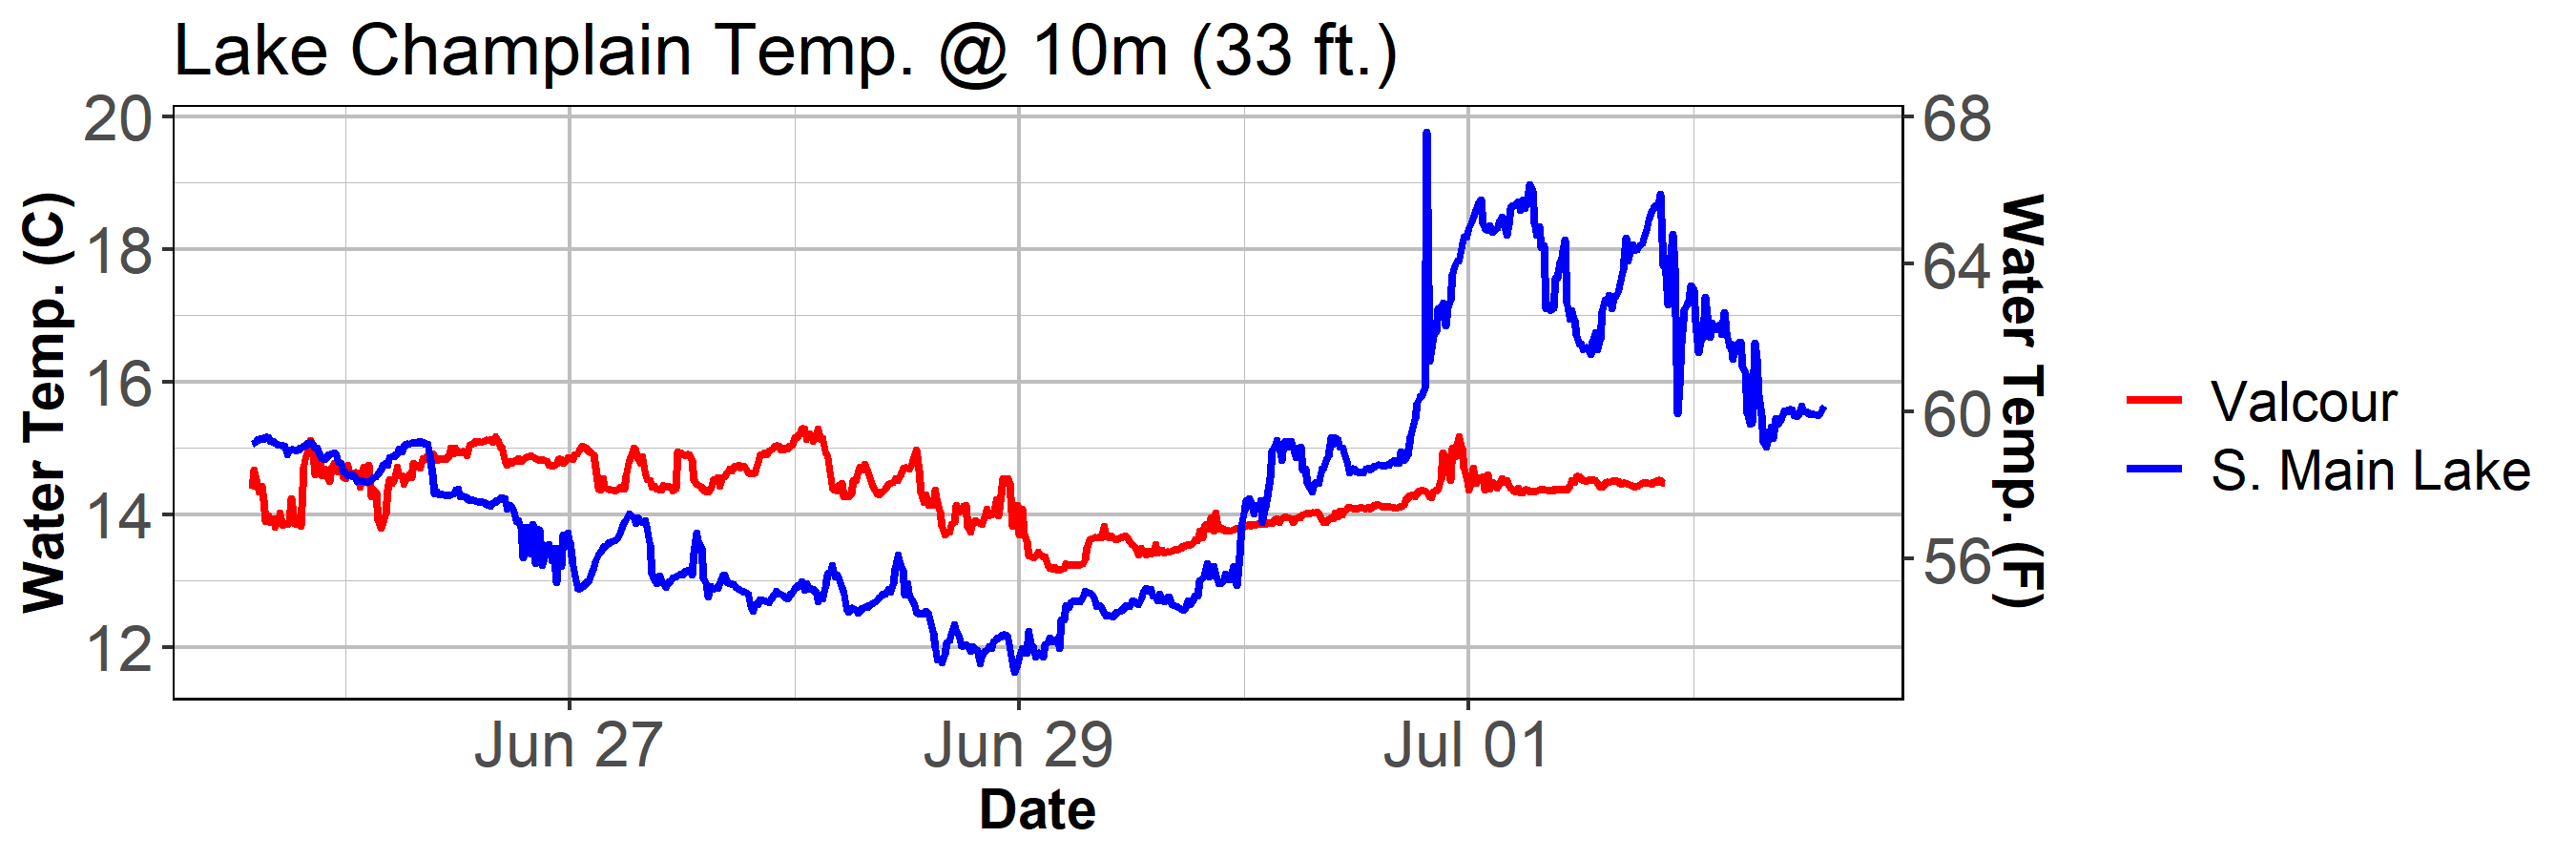 Lake Champlain Temp. @ 10m (33 ft.)
Water Temp. (C)
20
18
16
14
12
68
64
60
56
Water Temp. (F)
Valcour
S. Main Lake
Jun 27
Jun 29
Jul 01
Date